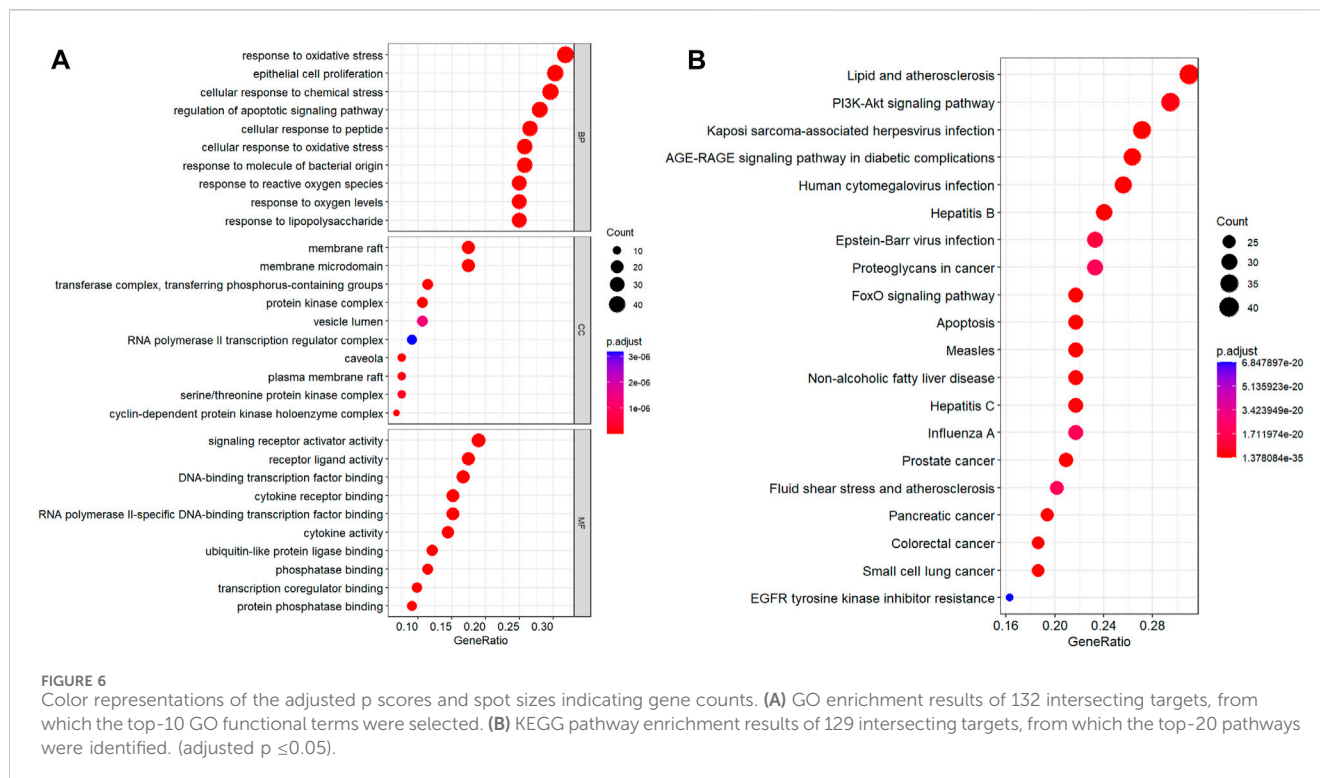 A
response to oxidative stress
epithelial cell proliferation
cellular response to chemical stress
regulation of apoptotic signaling pathway
cellular response to peptide
cellular response to oxidative stress
response to molecule of bacterial origin
response to reactive oxygen species
response to oxygen levels
response to lipopolysaccharide
BP
membrane raft
membrane microdomain
transferase complex, transferring phosphorus-containing groups
protein kinase complex
vesicle lumen
RNA polymerase II transcription regulator complex
caveola
plasma membrane raft
serine/threonine protein kinase complex
cyclin-dependent protein kinase holoenzyme complex
CC
signaling receptor activator activity
receptor ligand activity
DNA-binding transcription factor binding
cytokine receptor binding
RNA polymerase II-specific DNA-binding transcription factor binding
cytokine activity
ubiquitin-like protein ligase binding
phosphatase binding
transcription coregulator binding
protein phosphatase binding
MF
0.10 0.15 0.20 0.25 0.30
GeneRatio
Count
10
20
30
40
p.adjust
3e-06
2e-06
1e-06
B
Lipid and atherosclerosis
PI3K-Akt signaling pathway
Kaposi sarcoma-associated herpesvirus infection
AGE-RAGE signaling pathway in diabetic complications
Human cytomegalovirus infection
Hepatitis B
Epstein-Barr virus infection
Proteoglycans in cancer
FoxO signaling pathway
Apoptosis
Measles
Non-alcoholic fatty liver disease
Hepatitis C
Influenza A
Prostate cancer
Fluid shear stress and atherosclerosis
Pancreatic cancer
Colorectal cancer
Small cell lung cancer
EGFR tyrosine kinase inhibitor resistance
0.16 0.20 0.24 0.28
GeneRatio
Count
25
30
35
40
p.adjust
6.847897e-20
5.135923e-20
3.423949e-20
1.711974e-20
1.378084e-35
FIGURE 6
Color representations of the adjusted p scores and spot sizes indicating gene counts. (A) GO enrichment results of 132 intersecting targets, from
which the top-10 GO functional terms were selected. (B) KEGG pathway enrichment results of 129 intersecting targets, from which the top-20 pathways
were identified. (adjusted p ≤0.05).